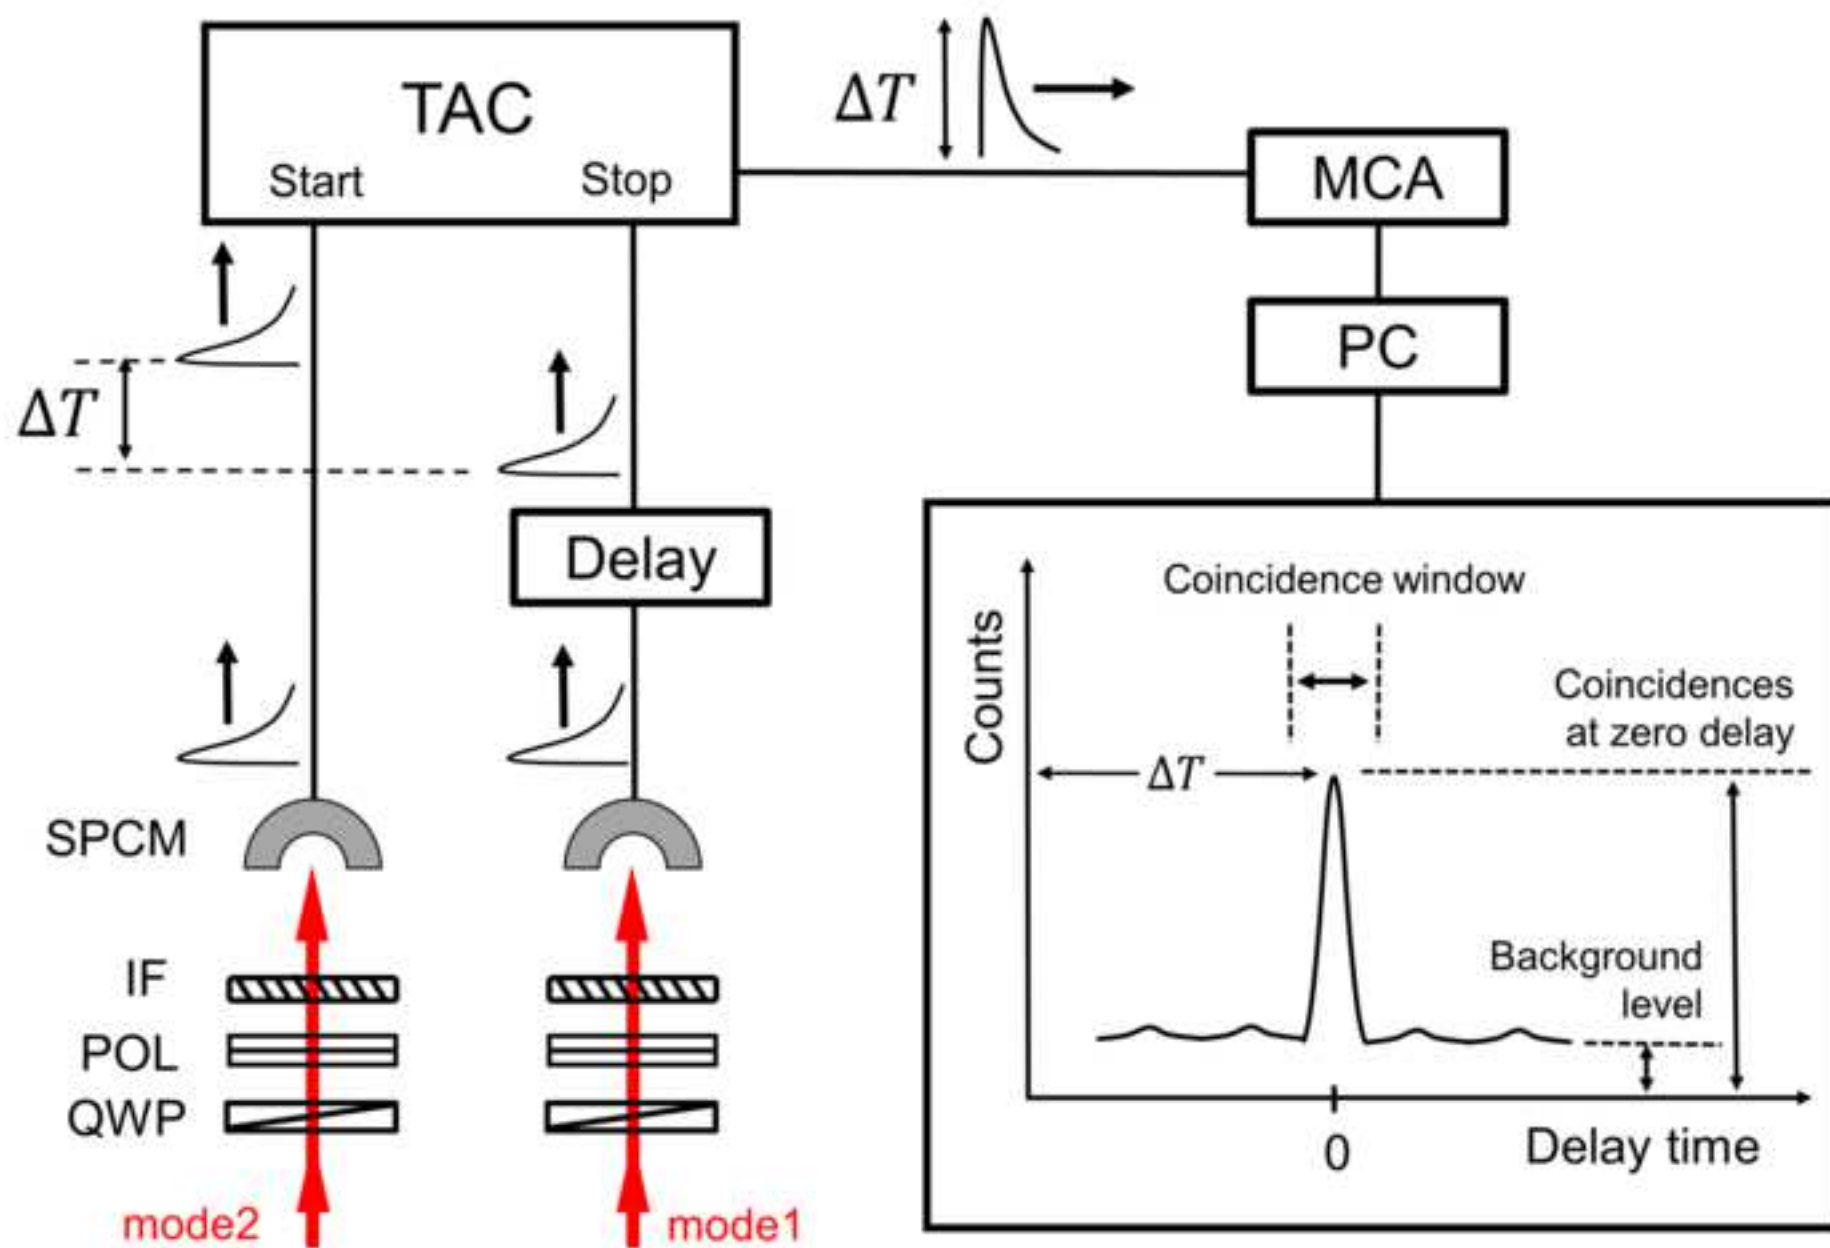 TAC
Start
Stop
ΔT
MCA
PC
ΔT
Delay
SPCM
IF
POL
QWP
mode2
mode1
Counts
Coincidence window
Coincidences
at zero delay
ΔT
Background
level
0
Delay time